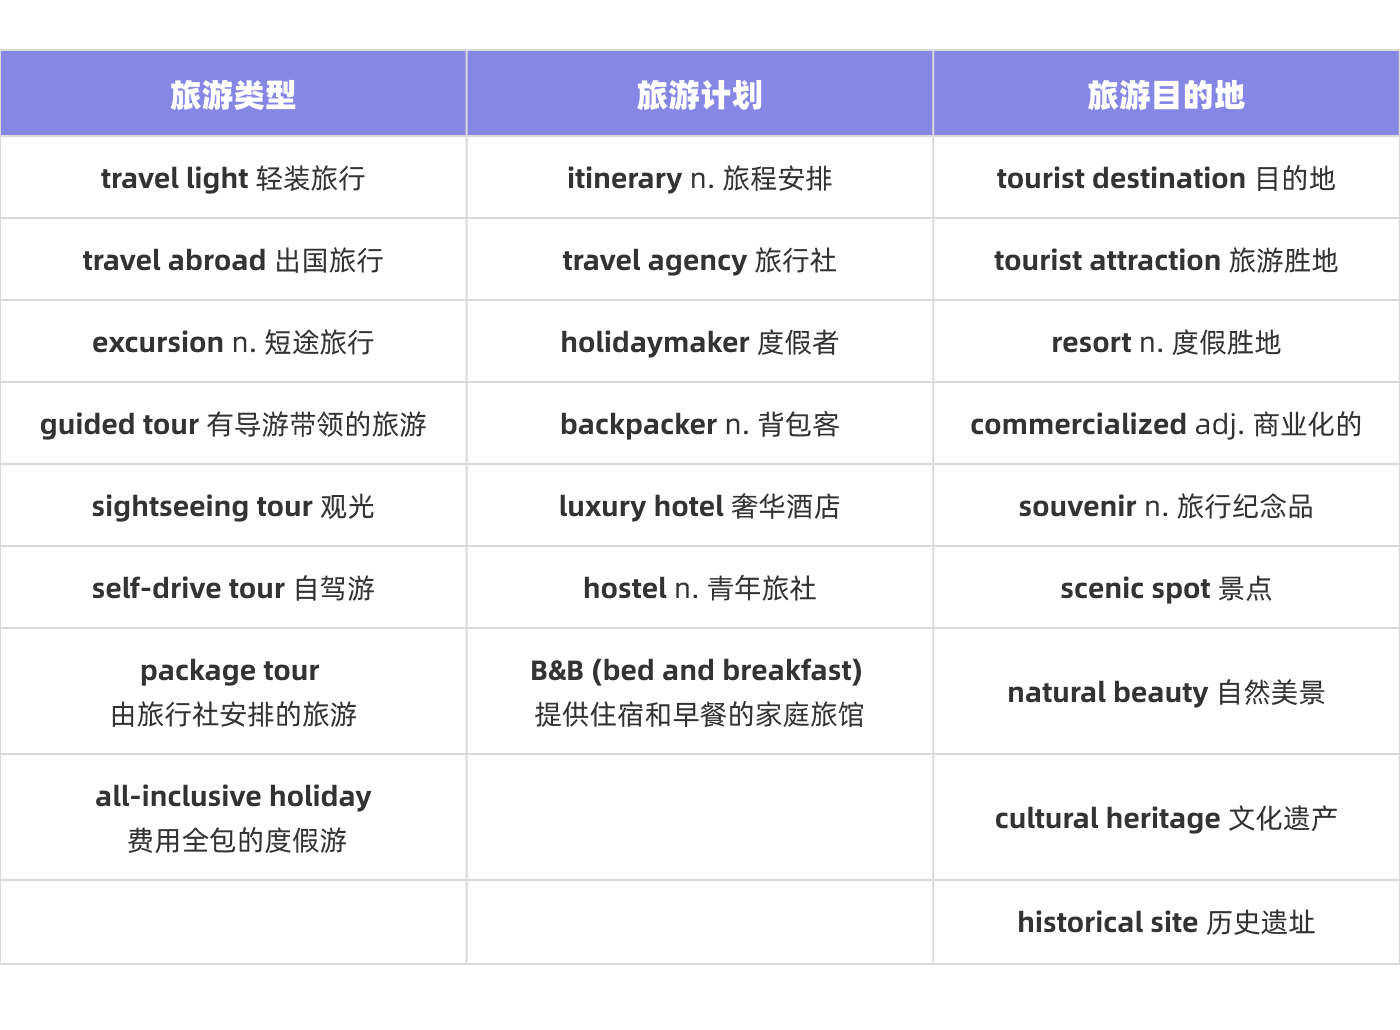 旅游类型 旅游计划 旅游目的地
travel light 轻装旅行 itinerary n. 旅程安排 tourist destination 目的地
travel abroad 出国旅行 travel agency 旅行社 tourist attraction 旅游胜地
excursion n. 短途旅行 holidaymaker 度假者 resort n. 度假胜地
guided tour 有导游带领的旅游 backpacker n. 背包客 commercialized adj. 商业化的
sightseeing tour 观光 luxury hotel 奢华酒店 souvenir n. 旅行纪念品
self-drive tour 自驾游 hostel n. 青年旅社 scenic spot 景点
package tour
由旅行社安排的旅游
B&B (bed and breakfast)
提供住宿和早餐的家庭旅馆
natural beauty 自然美景
all-inclusive holiday
费用全包的度假游
cultural heritage 文化遗产
historical site 历史遗址